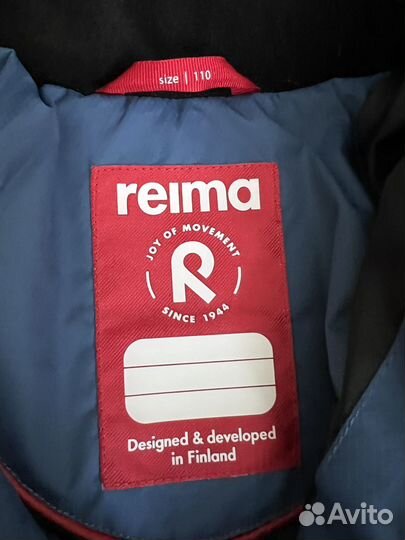 size | 110
reima
JOY OF MOVEMENT
R
SINCE 1944
Designed & developed
in Finland
Avito